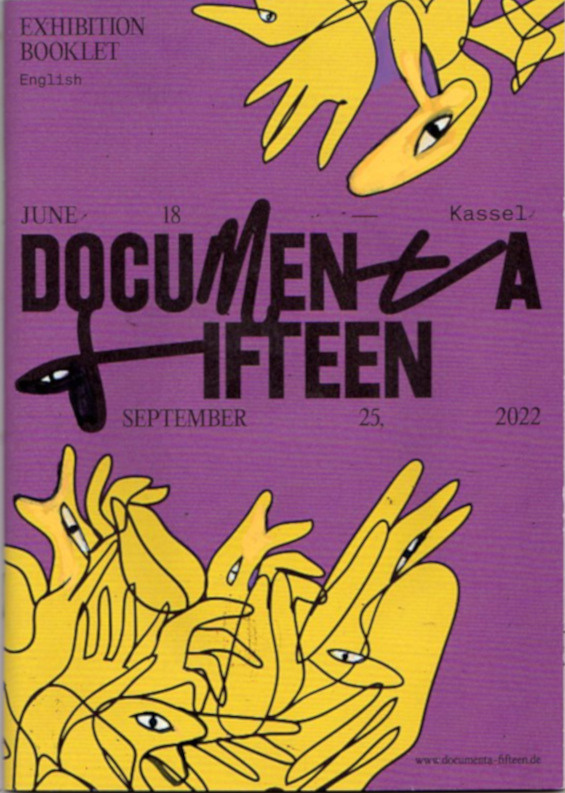 EXHIBITION
BOOKLET
English
JUNE 18 — Kassel
DOCUMENTA
FIFTEEN
SEPTEMBER 25, 2022
www.documenta-fifteen.de